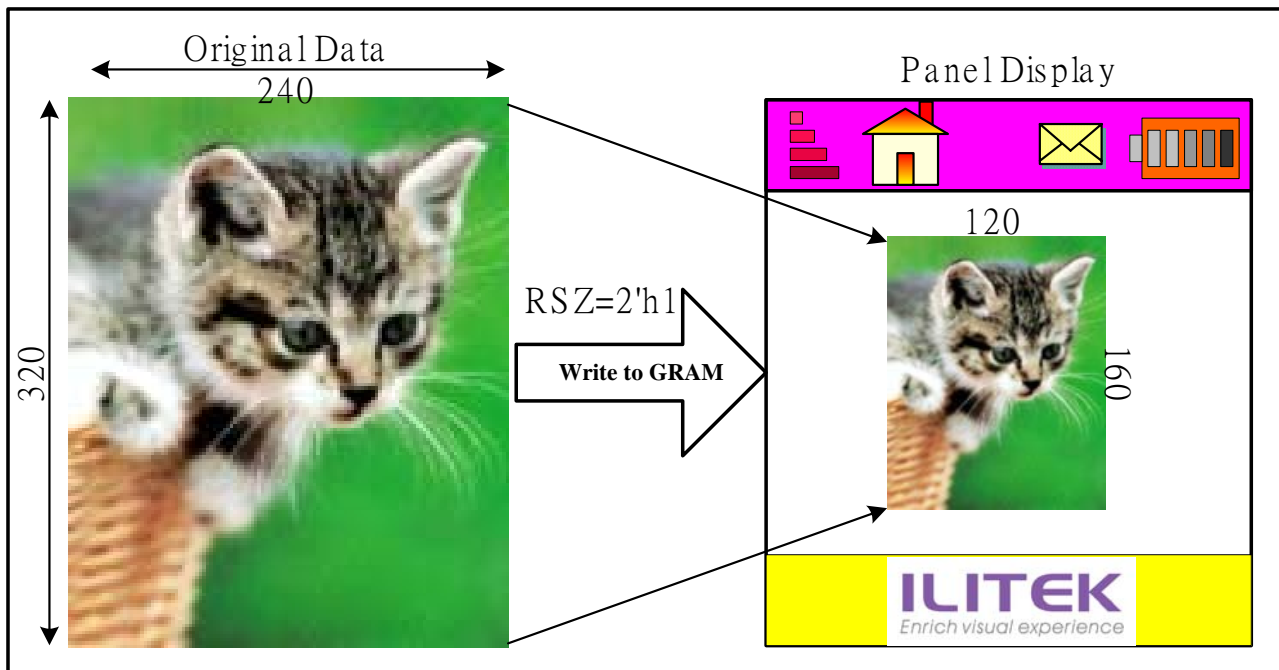 Original Data
240
320
RSZ=2'h1
Write to GRAM
Panel Display
120
160
ILITEK
Enrich visual experience